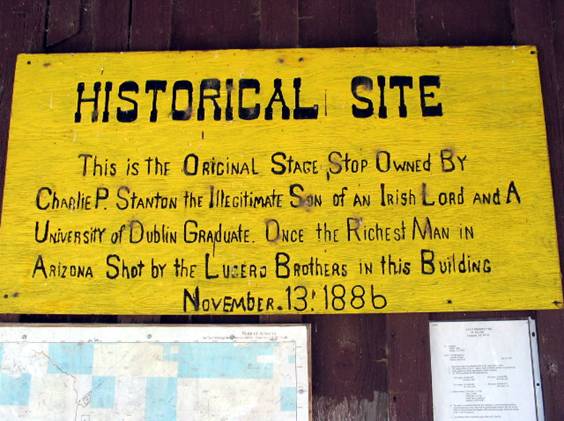 HISTORICAL SITE
This is the Original Stage Stop Owned By
Charlie P. Stanton the Illegitimate Son of an Irish Lord and A
University of Dublin Graduate. Once the Richest Man in
Arizona Shot by the Lucero Brothers in this Building
November. 13! 1886